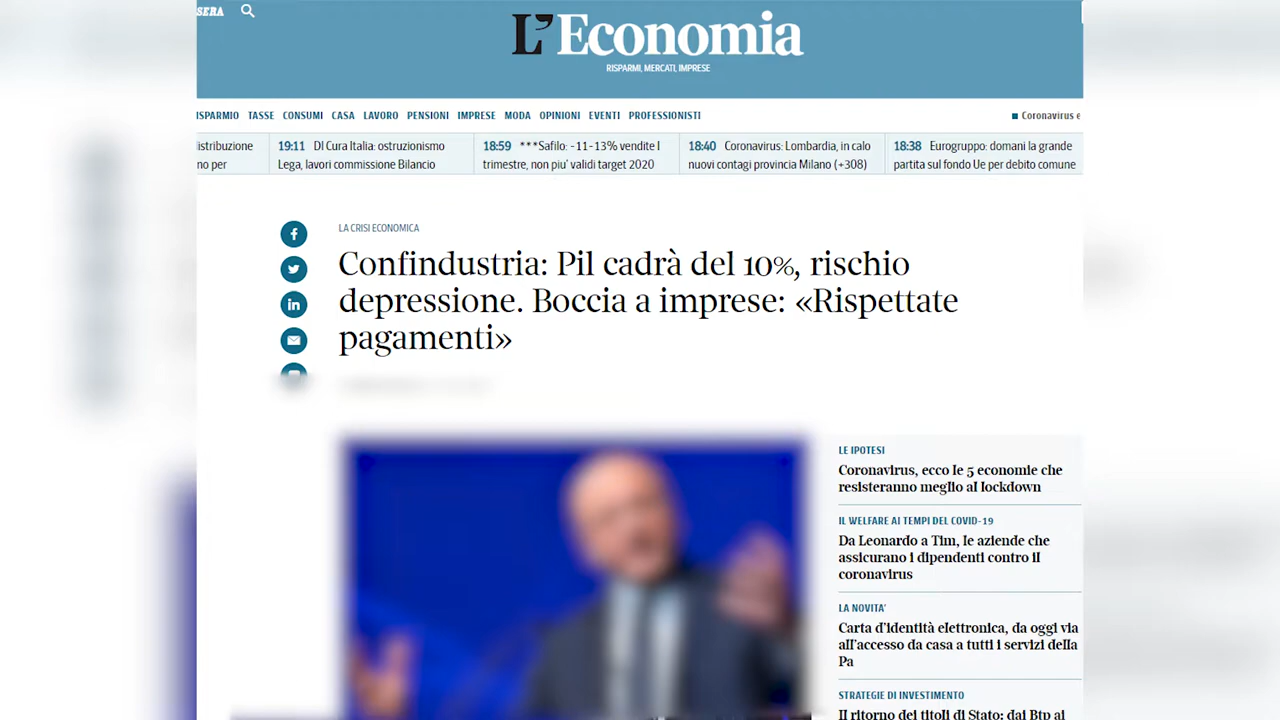 SERA
L'Economia
RISPARMI, MERCATI, IMPRESE
TASSE CONSUMI CASA LAVORO PENSIONI IMPRESE MODA OPINIONI EVENTI PROFESSIONISTI
Coronavirus e
19:11 Dl Cura Italia: ostruzionismo
Lega, lavori commissione Bilancio
18:59 ***Safilo: -11-13% vendite I
trimestre, non piu' validi target 2020
18:40 Coronavirus: Lombardia, in calo
nuovi contagi provincia Milano (+308)
18:38 Eurogruppo: domani la grande
partita sul fondo Ue per debito comune
no per
LA CRISI ECONOMICA
Confindustria: Pil cadrà del 10%, rischio
depressione. Boccia a imprese: «Rispettate
pagamenti»
LE IPOTESI
Coronavirus, ecco le 5 economie che
resisteranno meglio al lockdown
IL WELFARE AI TEMPI DEL COVID-19
Da Leonardo a Tim, le aziende che
assicurano i dipendenti contro il
coronavirus
LA NOVITA'
Carta d'identità elettronica, da oggi via
all'accesso da casa a tutti i servizi della
Pa
STRATEGIE DI INVESTIMENTO
Il ritorno dei titoli di Stato: dai Btp ai